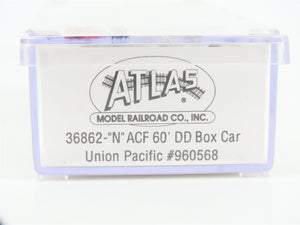 ATLAS
MODEL RAILROAD CO., INC.
36862-"N" ACF 60' DD Box Car
Union Pacific #960568